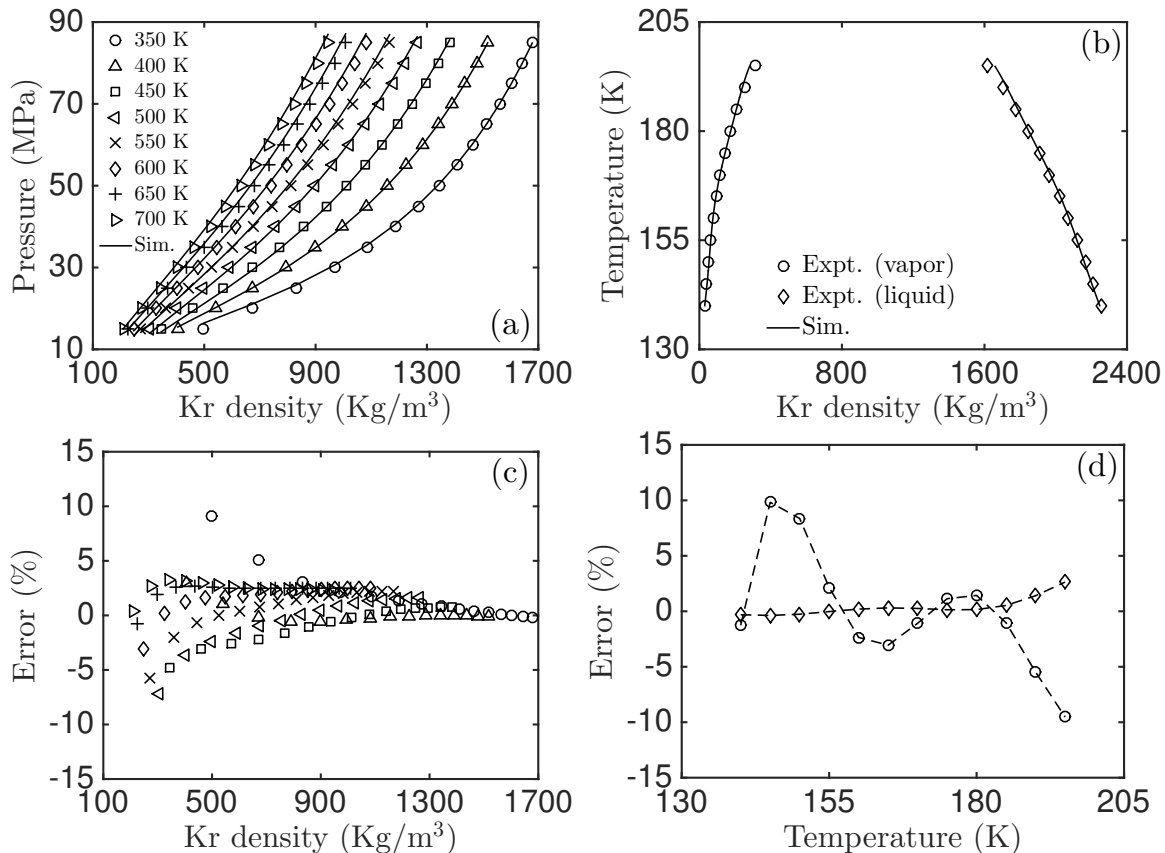 90
70
50
30
10
Pressure (MPa)
350 K
400 K
450 K
500 K
550 K
600 K
650 K
700 K
Sim.
(a)
100 500 900 1300 1700
Kr density (Kg/m³)
205
180
155
130
Temperature (K)
(b)
Expt. (vapor)
Expt. (liquid)
Sim.
0 800 1600 2400
Kr density (Kg/m³)
15
10
5
0
-5
-10
-15
Error (%)
(c)
100 500 900 1300 1700
Kr density (Kg/m³)
15
10
5
0
-5
-10
-15
Error (%)
(d)
130 155 180 205
Temperature (K)